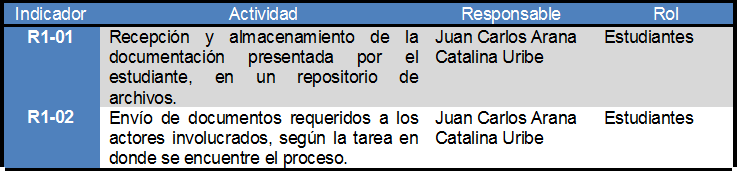 Indicador Actividad Responsable Rol
R1-01 Recepción y almacenamiento de la Juan Carlos Arana Estudiantes
documentación presentada por el Catalina Uribe
estudiante, en un repositorio de
archivos.
R1-02 Envío de documentos requeridos a los Juan Carlos Arana Estudiantes
actores involucrados, según la tarea en Catalina Uribe
donde se encuentre el proceso.